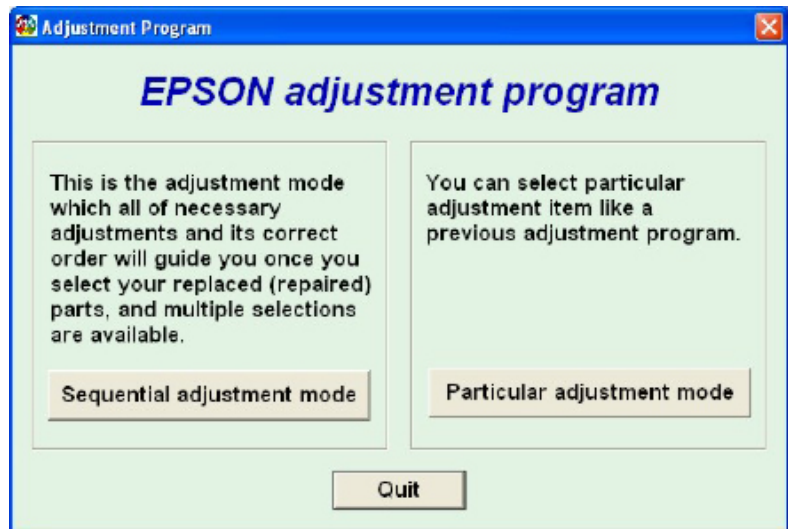 Adjustment Program
EPSON adjustment program
This is the adjustment mode
which all of necessary
adjustments and its correct
order will guide you once you
select your replaced (repaired)
parts, and multiple selections
are available.
Sequential adjustment mode
You can select particular
adjustment item like a
previous adjustment program.
Particular adjustment mode
Quit